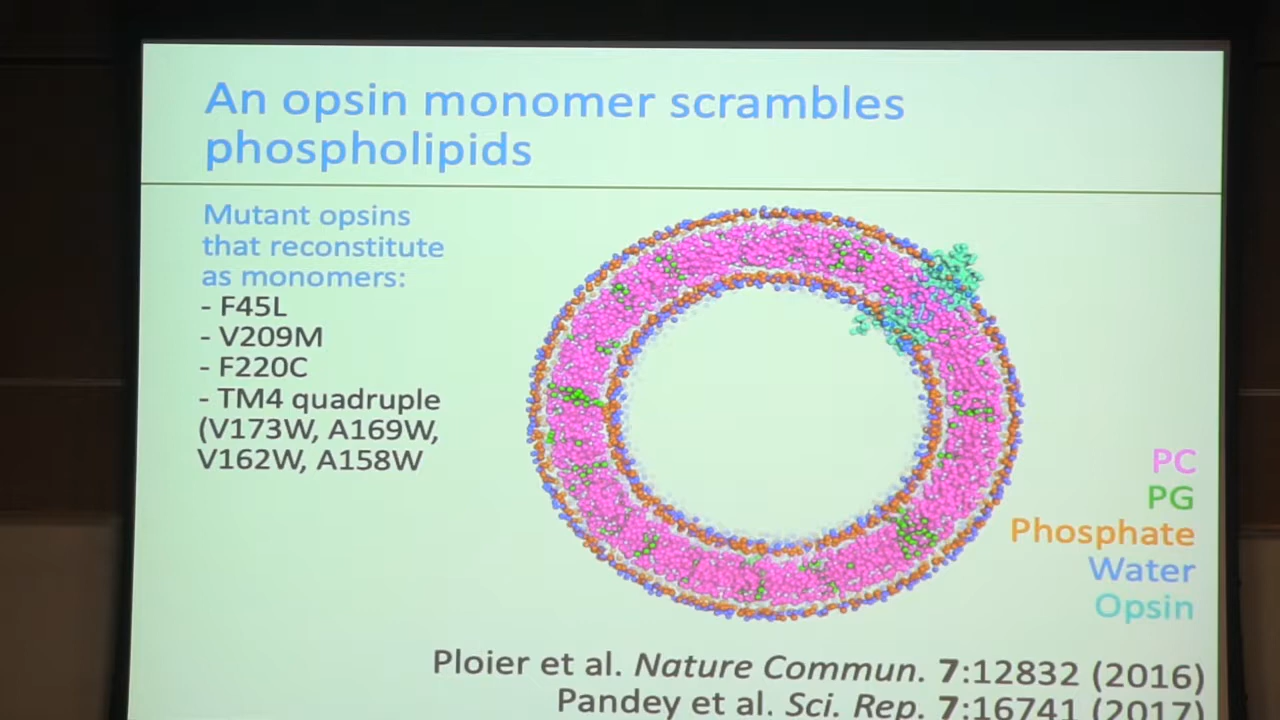 An opsin monomer scrambles
phospholipids
Mutant opsins
that reconstitute
as monomers:
- F45L
- V209M
- F220C
- TM4 quadruple
(V173W, A169W,
V162W, A158W
PC
PG
Phosphate
Water
Opsin
Ploier et al. Nature Commun. 7:12832 (2016)
Pandey et al. Sci. Rep. 7:16741 (2017)